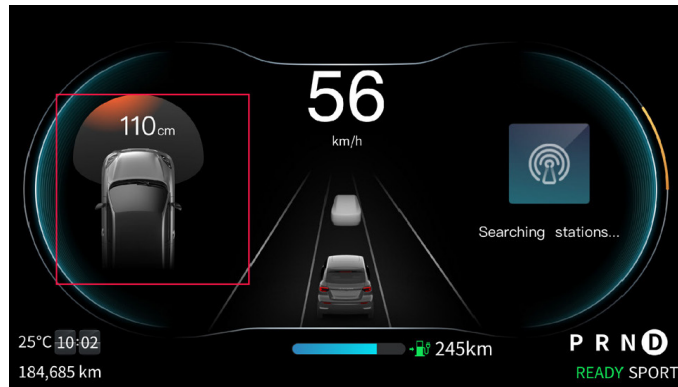 110cm
56
km/h
Searching stations...
25°C 10:02
245km
P R N D
184,685 km
READY SPORT